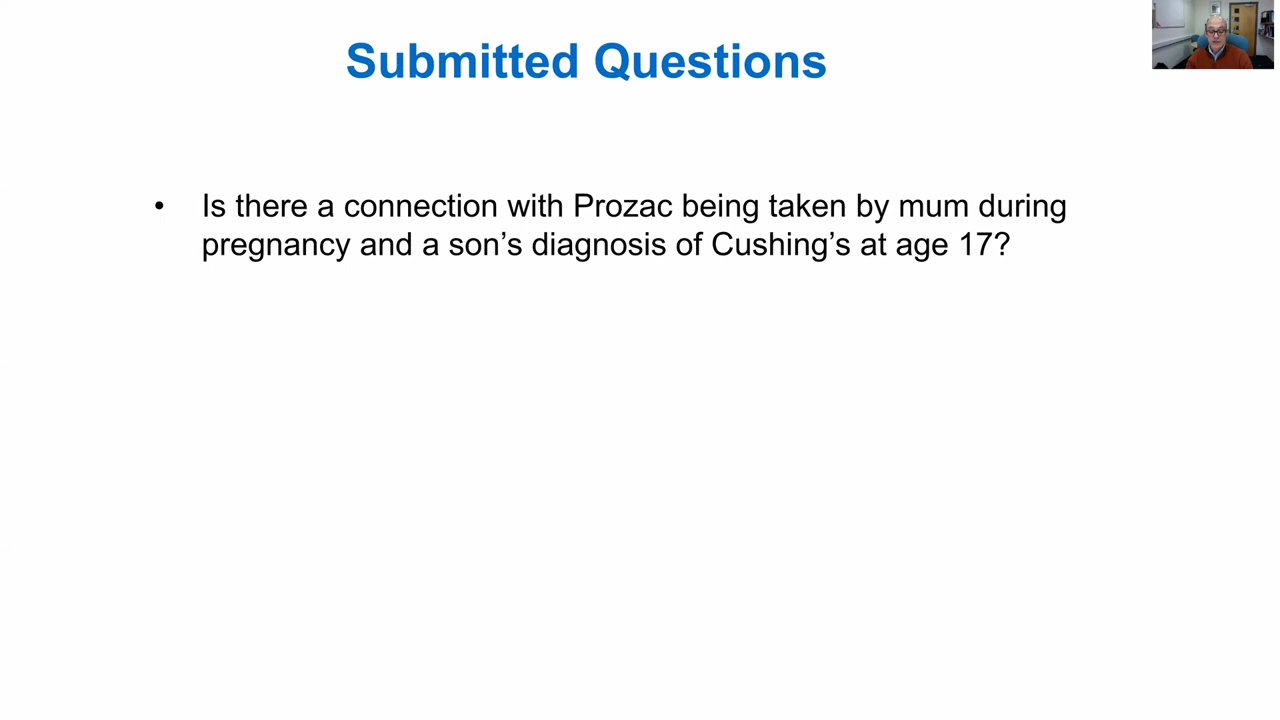 Submitted Questions
• Is there a connection with Prozac being taken by mum during
pregnancy and a son’s diagnosis of Cushing’s at age 17?